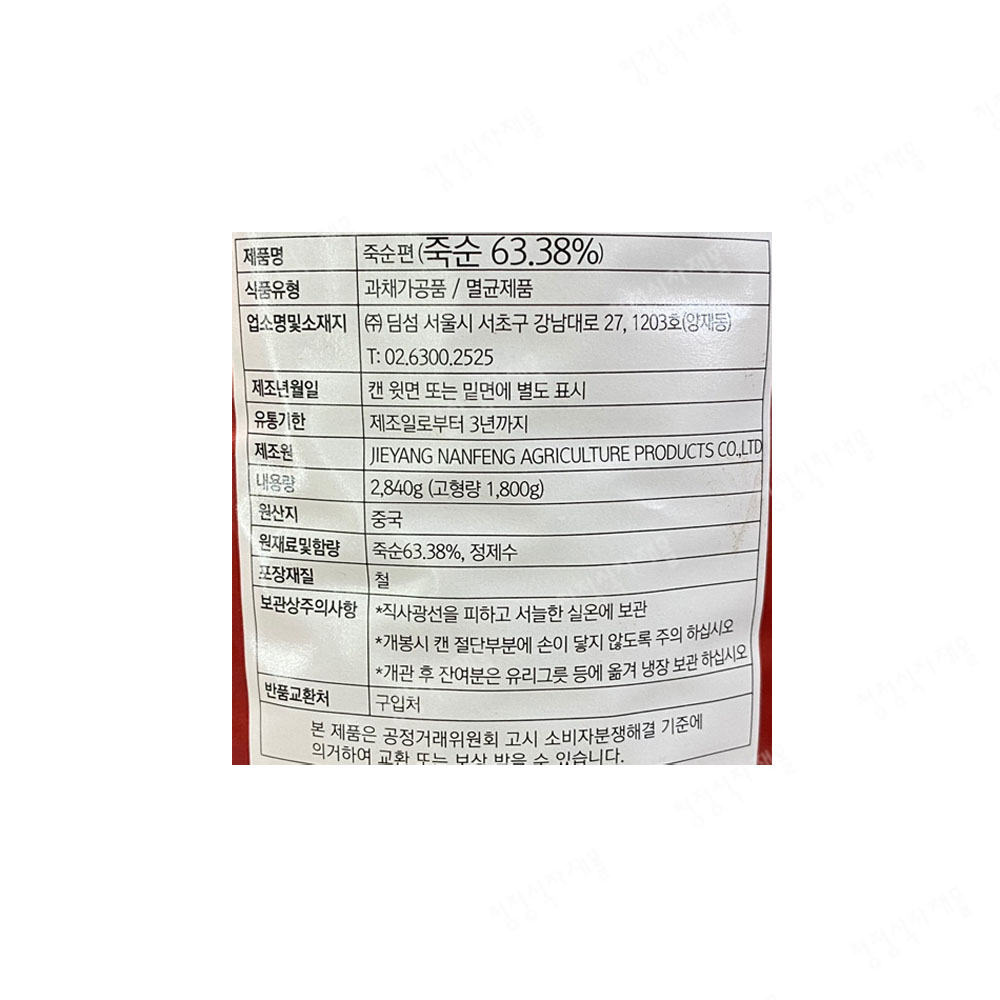 제품명 죽순편 (죽순 63.38%)
식품유형 과채가공품 / 멸균제품
업소명및소재지 ㈜ 딤섬 서울시 서초구 강남대로 27, 1203호(양재동)
T: 02.6300.2525
제조년월일 캔 윗면 또는 밑면에 별도 표시
유통기한 제조일로부터 3년까지
제조원 JIEYANG NANFENG AGRICULTURE PRODUCTS CO.,LTD
내용량 2,840g (고형량 1,800g)
원산지 중국
원재료및함량 죽순63.38%, 정제수
포장재질 철
보관상주의사항 *직사광선을 피하고 서늘한 실온에 보관
*개봉시 캔 절단부분에 손이 닿지 않도록 주의 하십시오
*개관 후 잔여분은 유리그릇 등에 옮겨 냉장 보관 하십시오
반품교환처 구입처
본 제품은 공정거래위원회 고시 소비자분쟁해결 기준에
의거하여 교환 또는 보상 받을 수 있습니다.